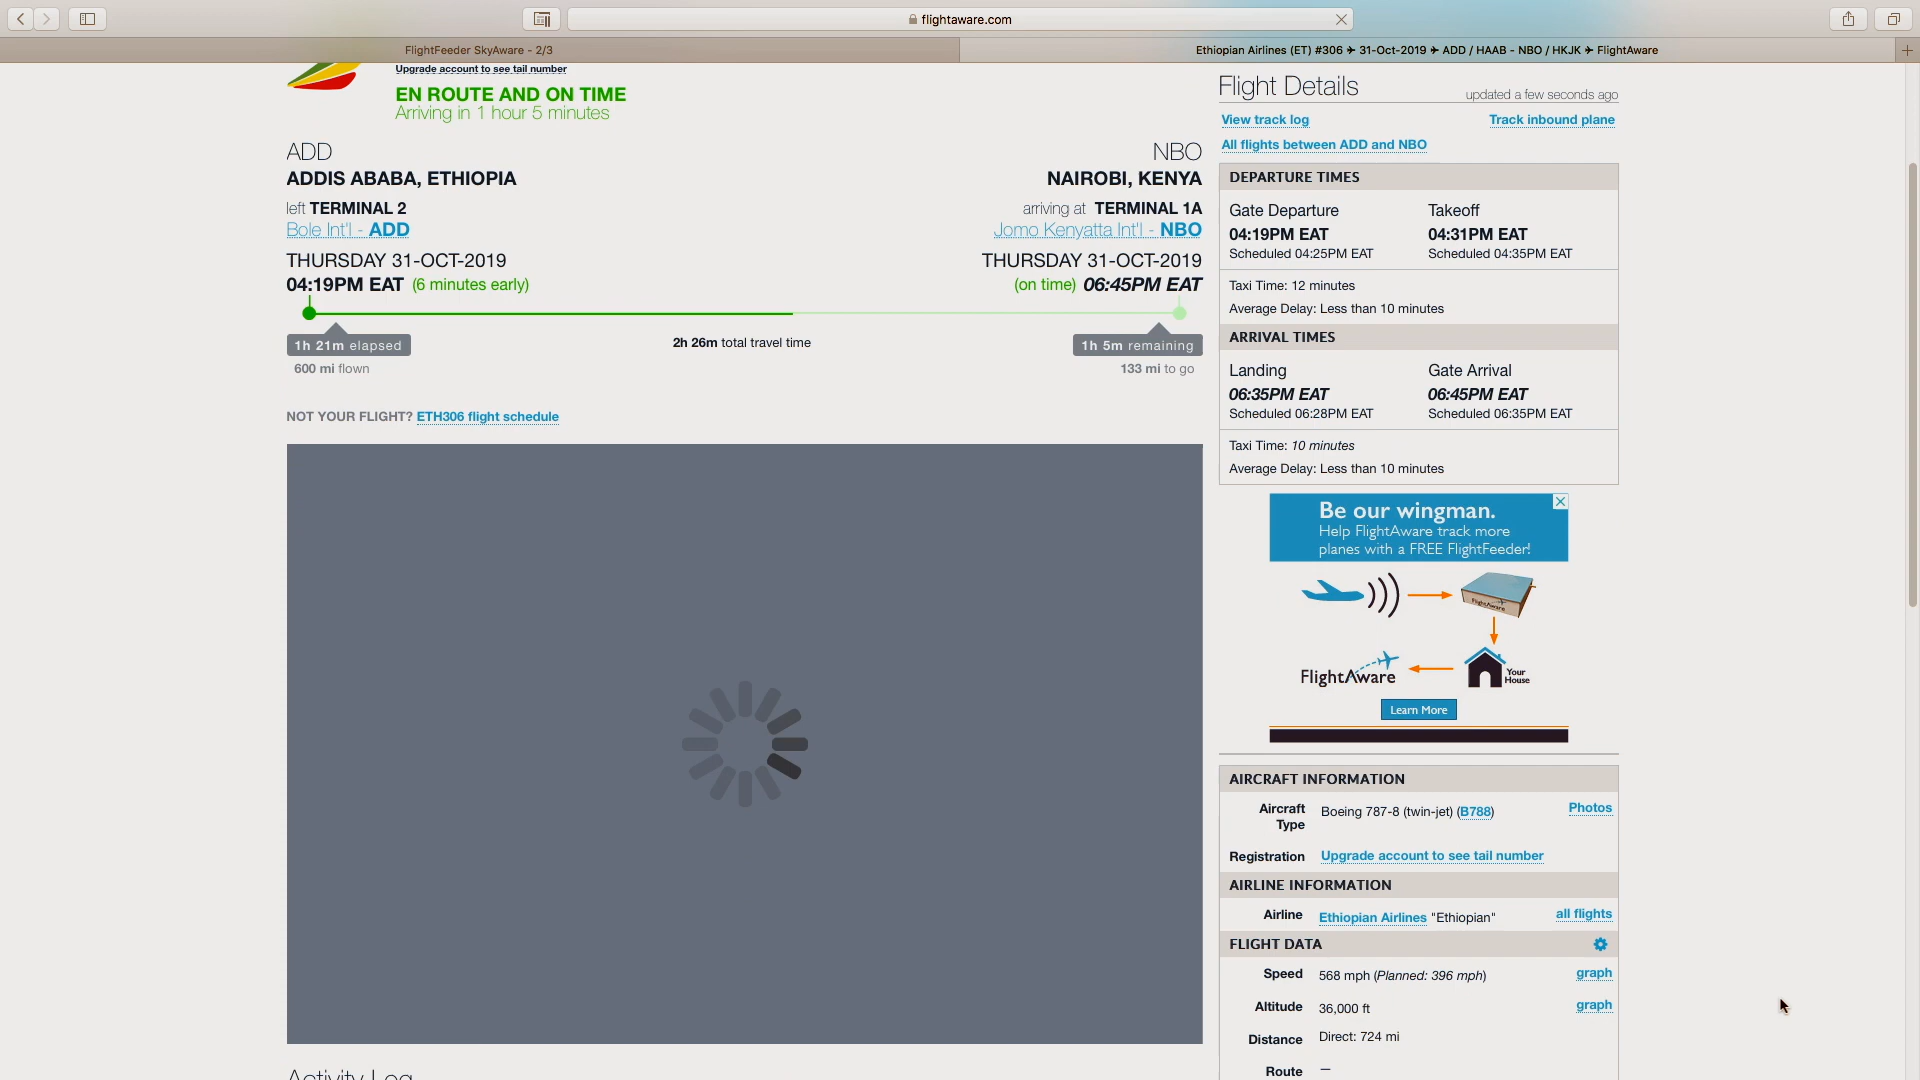 flightaware.com
FlightFeeder SkyAware - 2/3
Ethiopian Airlines (ET) #306 ✈ 31-Oct-2019 ✈ ADD / HAAB - NBO / HKJK ✈ FlightAware
Upgrade account to see tail number
EN ROUTE AND ON TIME
Arriving in 1 hour 5 minutes
ADD
ADDIS ABABA, ETHIOPIA
left TERMINAL 2
Bole Int'l - ADD
THURSDAY 31-OCT-2019
04:19PM EAT (6 minutes early)
NBO
NAIROBI, KENYA
arriving at TERMINAL 1A
Jomo Kenyatta Int'l - NBO
THURSDAY 31-OCT-2019
(on time) 06:45PM EAT
1h 21m elapsed
2h 26m total travel time
1h 5m remaining
600 mi flown
133 mi to go
NOT YOUR FLIGHT? ETH306 flight schedule
Activity Log
Flight Details
updated a few seconds ago
View track log
Track inbound plane
All flights between ADD and NBO
DEPARTURE TIMES
Gate Departure
Takeoff
04:19PM EAT
04:31PM EAT
Scheduled 04:25PM EAT
Scheduled 04:35PM EAT
Taxi Time: 12 minutes
Average Delay: Less than 10 minutes
ARRIVAL TIMES
Landing
Gate Arrival
06:35PM EAT
06:45PM EAT
Scheduled 06:28PM EAT
Scheduled 06:35PM EAT
Taxi Time: 10 minutes
Average Delay: Less than 10 minutes
Be our wingman.
Help FlightAware track more
planes with a FREE FlightFeeder!
FlightAware
FlightAware
Your
House
Learn More
AIRCRAFT INFORMATION
Aircraft
Type
Boeing 787-8 (twin-jet) (B788)
Photos
Registration
Upgrade account to see tail number
AIRLINE INFORMATION
Airline
Ethiopian Airlines "Ethiopian"
all flights
FLIGHT DATA
Speed
568 mph (Planned: 396 mph)
graph
Altitude
36,000 ft
graph
Distance
Direct: 724 mi
Route
—